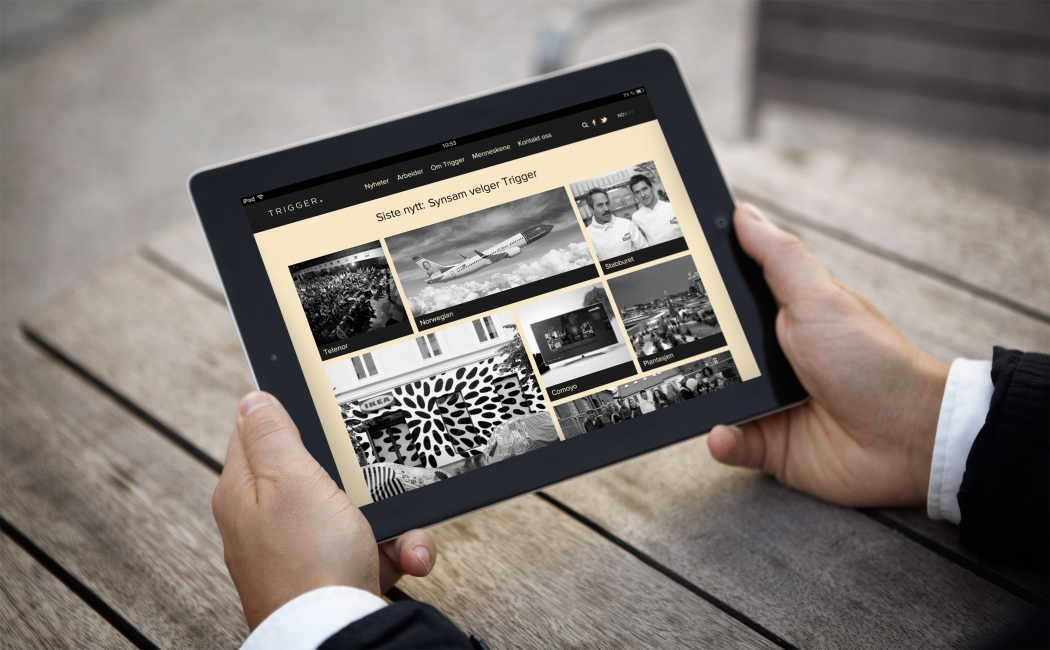 iPad
10:53
71 %
TRIGGER.
Nyheter Arbeider Om Trigger Menneskene Kontakt oss
NO
Siste nytt: Synsam velger Trigger
Telenor
Norwegian
Stabburet
IKEA
Comoyo
Plantasjen